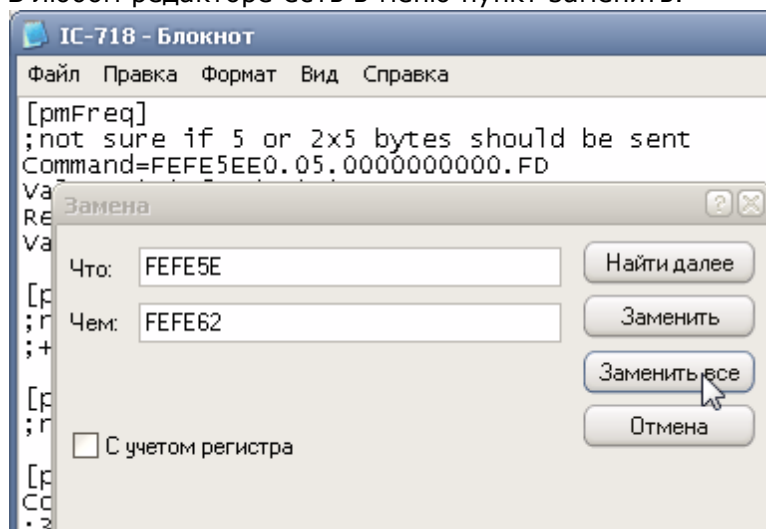 В любом редакторе есть в меню пункт Заменить.
IC-718 - Блокнот
Файл Правка Формат Вид Справка
[pmFreq]
;not sure if 5 or 2x5 bytes should be sent
Command=FEFE5EE0.05.0000000000.FD
Замена
Что: FEFE5E
Найти далее
Чем: FEFE62
Заменить
Заменить все
Отмена
С учетом регистра